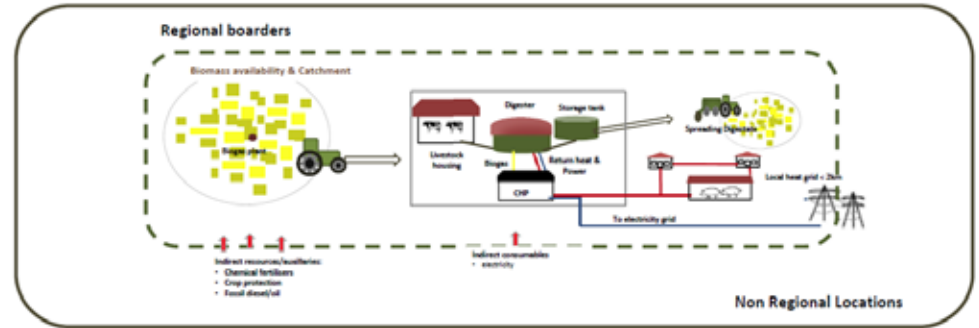 Regional boarders
Biomass availability & Catchment
Biogas plant
Digester
Storage tank
Livestock
housing
Biogas
Return heat &
Power
CHP
Spreading Digestate
Local heat grid < 2km
To electricity grid
Indirect resources/auxiliaries:
• Chemical fertilisers
• Crop protection
• Fossil diesel/oil
Indirect consumables
• electricity
Non Regional Locations